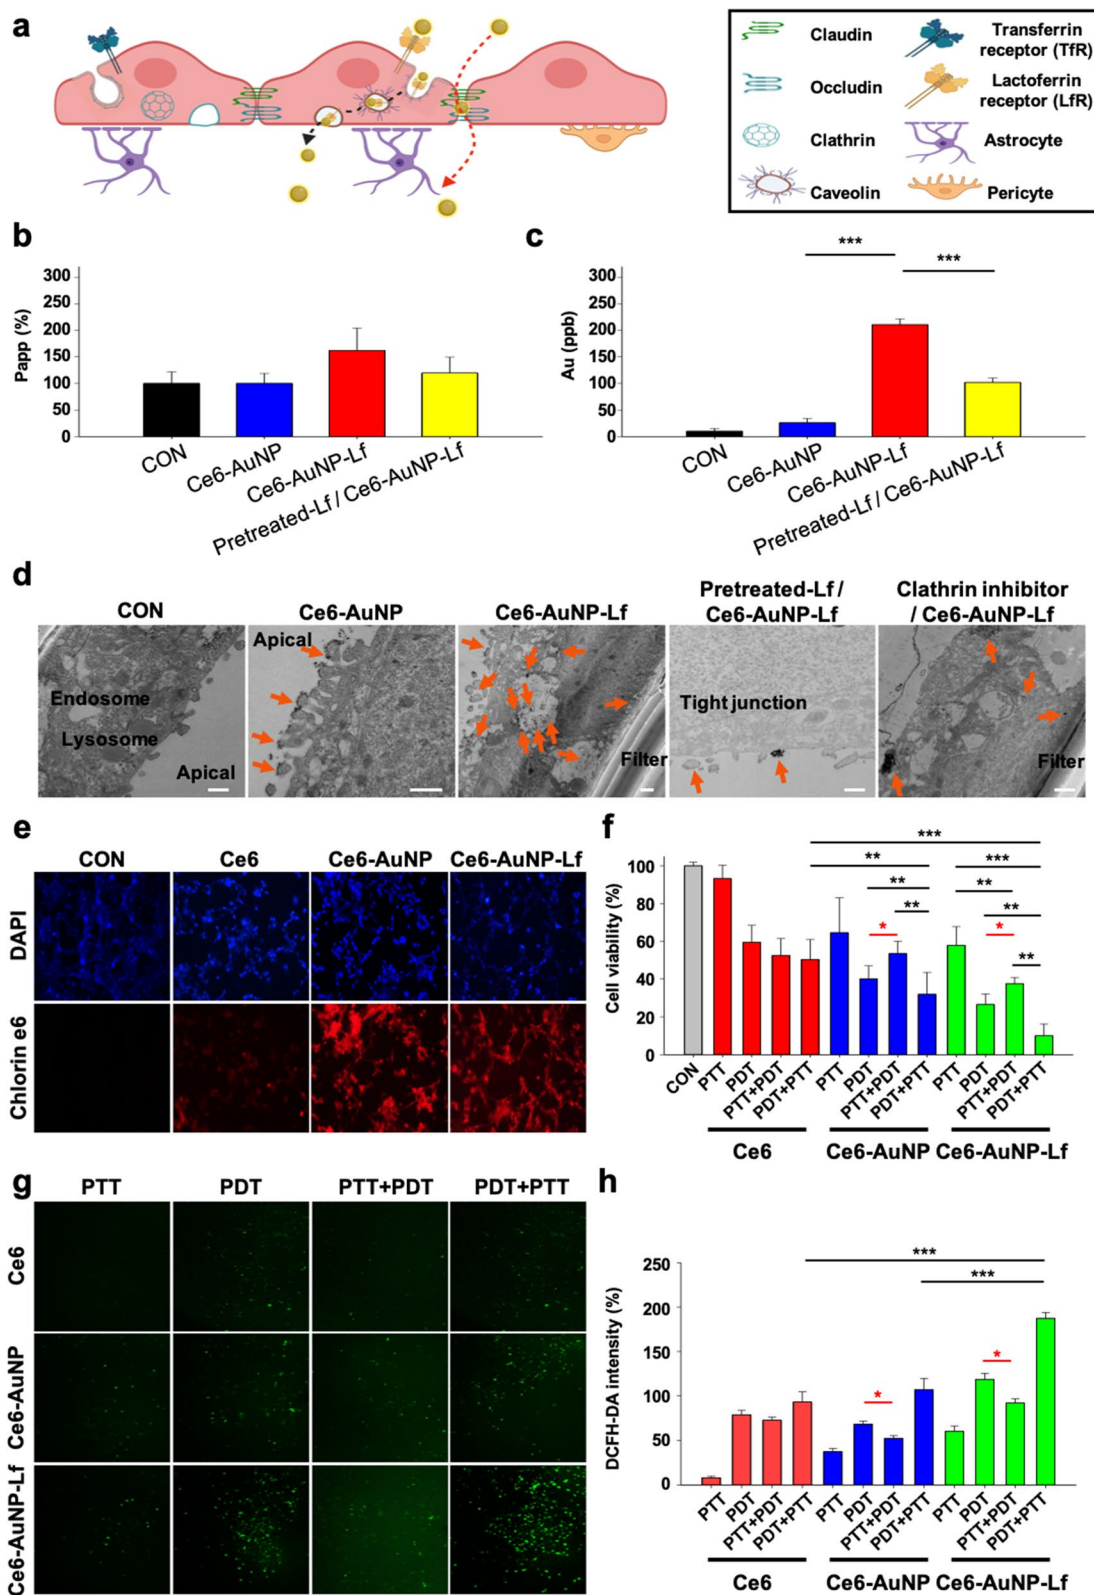 a
Claudin
Transferrin
receptor (TfR)
Occludin
Lactoferrin
receptor (LfR)
Clathrin
Astrocyte
Caveolin
Pericyte
b
Papp (%)
300
250
200
150
100
50
0
CON
Ce6-AuNP
Ce6-AuNP-Lf
Pretreated-Lf / Ce6-AuNP-Lf
c
Au (ppb)
300
250
200
150
100
50
0
***
***
CON
Ce6-AuNP
Ce6-AuNP-Lf
Pretreated-Lf / Ce6-AuNP-Lf
d
CON
Ce6-AuNP
Ce6-AuNP-Lf
Pretreated-Lf /
Ce6-AuNP-Lf
Clathrin inhibitor
/ Ce6-AuNP-Lf
Endosome
Lysosome
Apical
Apical
Filter
Tight junction
Filter
e
CON
Ce6
Ce6-AuNP
Ce6-AuNP-Lf
DAPI
Chlorin e6
f
Cell viability (%)
100
80
60
40
20
0
***
**
***
**
**
**
**
*
*
**
CON
PTT
PDT
PTT+PDT
PDT+PTT
PTT
PDT
PTT+PDT
PDT+PTT
PTT
PDT
PTT+PDT
PDT+PTT
Ce6
Ce6-AuNP
Ce6-AuNP-Lf
g
PTT
PDT
PTT+PDT
PDT+PTT
Ce6
Ce6-AuNP
Ce6-AuNP-Lf
h
DCFH-DA intensity (%)
250
200
150
100
50
0
***
***
*
*
PTT
PDT
PTT+PDT
PDT+PTT
PTT
PDT
PTT+PDT
PDT+PTT
PTT
PDT
PTT+PDT
PDT+PTT
Ce6
Ce6-AuNP
Ce6-AuNP-Lf